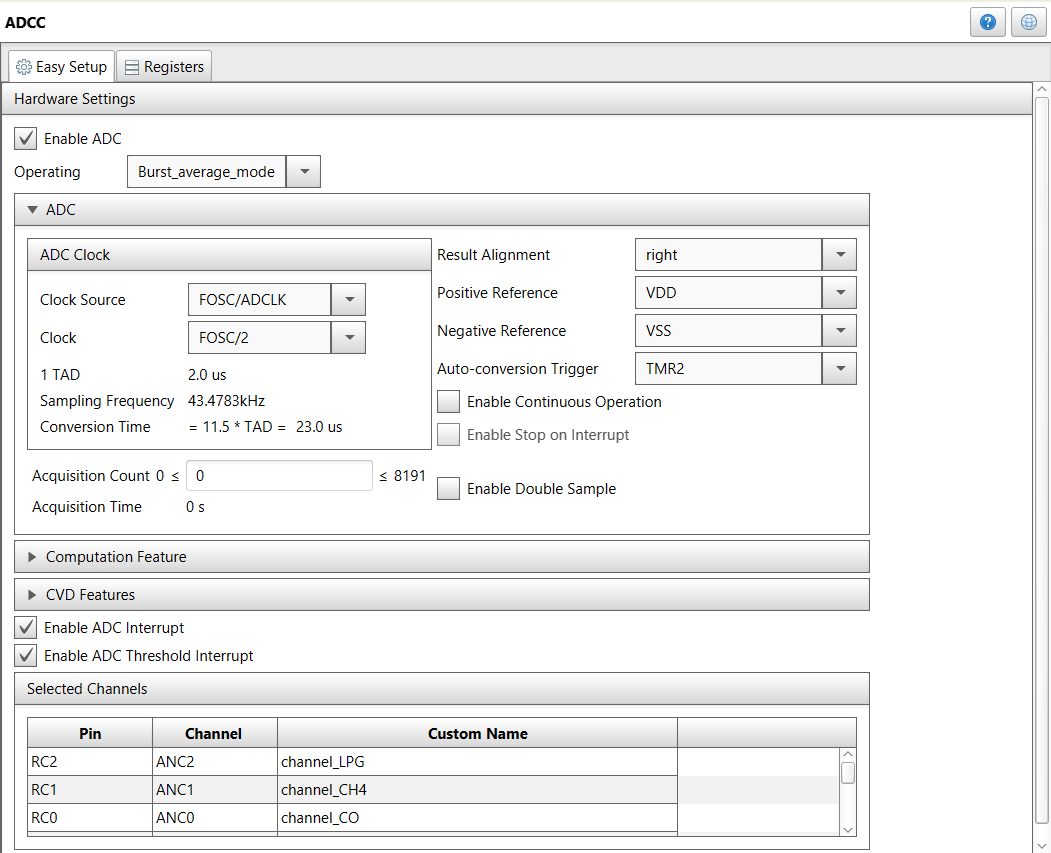 ADCC
Easy Setup Registers
Hardware Settings
Enable ADC
Operating Burst_average_mode
ADC
ADC Clock
Clock Source FOSC/ADCLK
Clock FOSC/2
1 TAD 2.0 us
Sampling Frequency 43.4783kHz
Conversion Time = 11.5 * TAD = 23.0 us
Acquisition Count 0 ≤ 0 ≤ 8191
Acquisition Time 0 s
Result Alignment right
Positive Reference VDD
Negative Reference VSS
Auto-conversion Trigger TMR2
Enable Continuous Operation
Enable Stop on Interrupt
Enable Double Sample
Computation Feature
CVD Features
Enable ADC Interrupt
Enable ADC Threshold Interrupt
Selected Channels
Pin Channel Custom Name
RC2 ANC2 channel_LPG
RC1 ANC1 channel_CH4
RC0 ANC0 channel_CO